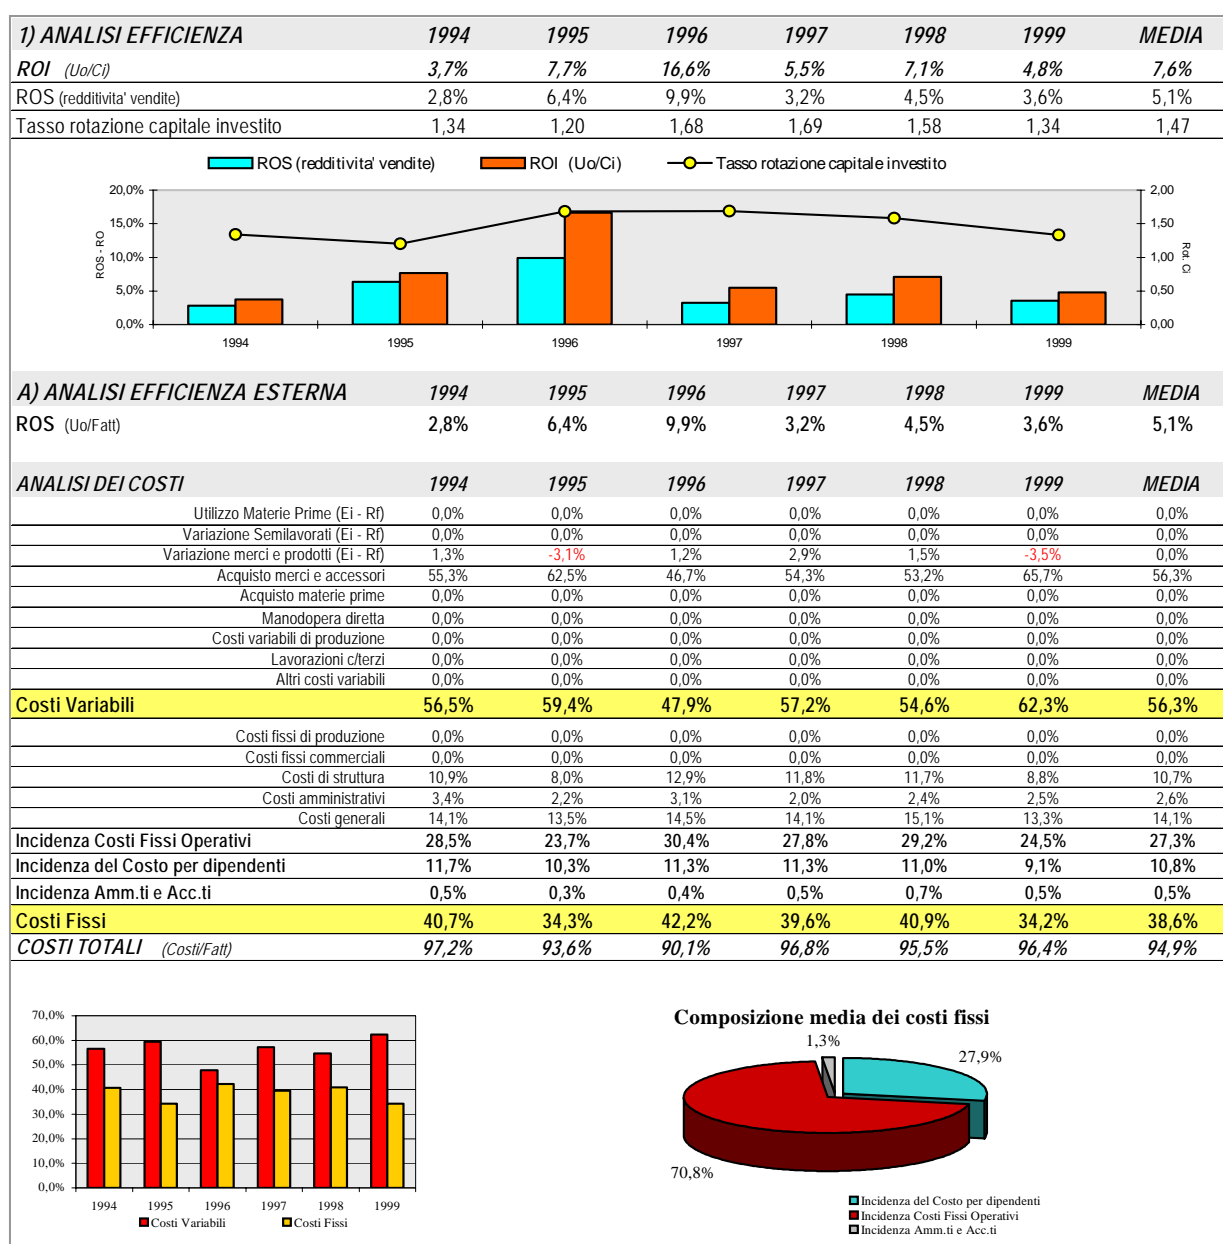 1) ANALISI EFFICIENZA 1994 1995 1996 1997 1998 1999 MEDIA
ROI (Uo/Ci) 3,7% 7,7% 16,6% 5,5% 7,1% 4,8% 7,6%
ROS (redditivita' vendite) 2,8% 6,4% 9,9% 3,2% 4,5% 3,6% 5,1%
Tasso rotazione capitale investito 1,34 1,20 1,68 1,69 1,58 1,34 1,47
ROS (redditivita' vendite) ROI (Uo/Ci) Tasso rotazione capitale investito
20,0% 2,00
15,0% 1,50
10,0% 1,00
5,0% 0,50
0,0% 0,00
ROS - RO
Rot. Ci
1994 1995 1996 1997 1998 1999
A) ANALISI EFFICIENZA ESTERNA 1994 1995 1996 1997 1998 1999 MEDIA
ROS (Uo/Fatt) 2,8% 6,4% 9,9% 3,2% 4,5% 3,6% 5,1%
ANALISI DEI COSTI 1994 1995 1996 1997 1998 1999 MEDIA
Utilizzo Materie Prime (Ei - Rf) 0,0% 0,0% 0,0% 0,0% 0,0% 0,0% 0,0%
Variazione Semilavorati (Ei - Rf) 0,0% 0,0% 0,0% 0,0% 0,0% 0,0% 0,0%
Variazione merci e prodotti (Ei - Rf) 1,3% -3,1% 1,2% 2,9% 1,5% -3,5% 0,0%
Acquisto merci e accessori 55,3% 62,5% 46,7% 54,3% 53,2% 65,7% 56,3%
Acquisto materie prime 0,0% 0,0% 0,0% 0,0% 0,0% 0,0% 0,0%
Manodopera diretta 0,0% 0,0% 0,0% 0,0% 0,0% 0,0% 0,0%
Costi variabili di produzione 0,0% 0,0% 0,0% 0,0% 0,0% 0,0% 0,0%
Lavorazioni c/terzi 0,0% 0,0% 0,0% 0,0% 0,0% 0,0% 0,0%
Altri costi variabili 0,0% 0,0% 0,0% 0,0% 0,0% 0,0% 0,0%
Costi Variabili 56,5% 59,4% 47,9% 57,2% 54,6% 62,3% 56,3%
Costi fissi di produzione 0,0% 0,0% 0,0% 0,0% 0,0% 0,0% 0,0%
Costi fissi commerciali 0,0% 0,0% 0,0% 0,0% 0,0% 0,0% 0,0%
Costi di struttura 10,9% 8,0% 12,9% 11,8% 11,7% 8,8% 10,7%
Costi amministrativi 3,4% 2,2% 3,1% 2,0% 2,4% 2,5% 2,6%
Costi generali 14,1% 13,5% 14,5% 14,1% 15,1% 13,3% 14,1%
Incidenza Costi Fissi Operativi 28,5% 23,7% 30,4% 27,8% 29,2% 24,5% 27,3%
Incidenza del Costo per dipendenti 11,7% 10,3% 11,3% 11,3% 11,0% 9,1% 10,8%
Incidenza Amm.ti e Acc.ti 0,5% 0,3% 0,4% 0,5% 0,7% 0,5% 0,5%
Costi Fissi 40,7% 34,3% 42,2% 39,6% 40,9% 34,2% 38,6%
COSTI TOTALI (Costi/Fatt) 97,2% 93,6% 90,1% 96,8% 95,5% 96,4% 94,9%
70,0%
60,0%
50,0%
40,0%
30,0%
20,0%
10,0%
0,0%
1994 1995 1996 1997 1998 1999
Costi Variabili Costi Fissi
Composizione media dei costi fissi
1,3%
27,9%
70,8%
Incidenza del Costo per dipendenti
Incidenza Costi Fissi Operativi
Incidenza Amm.ti e Acc.ti